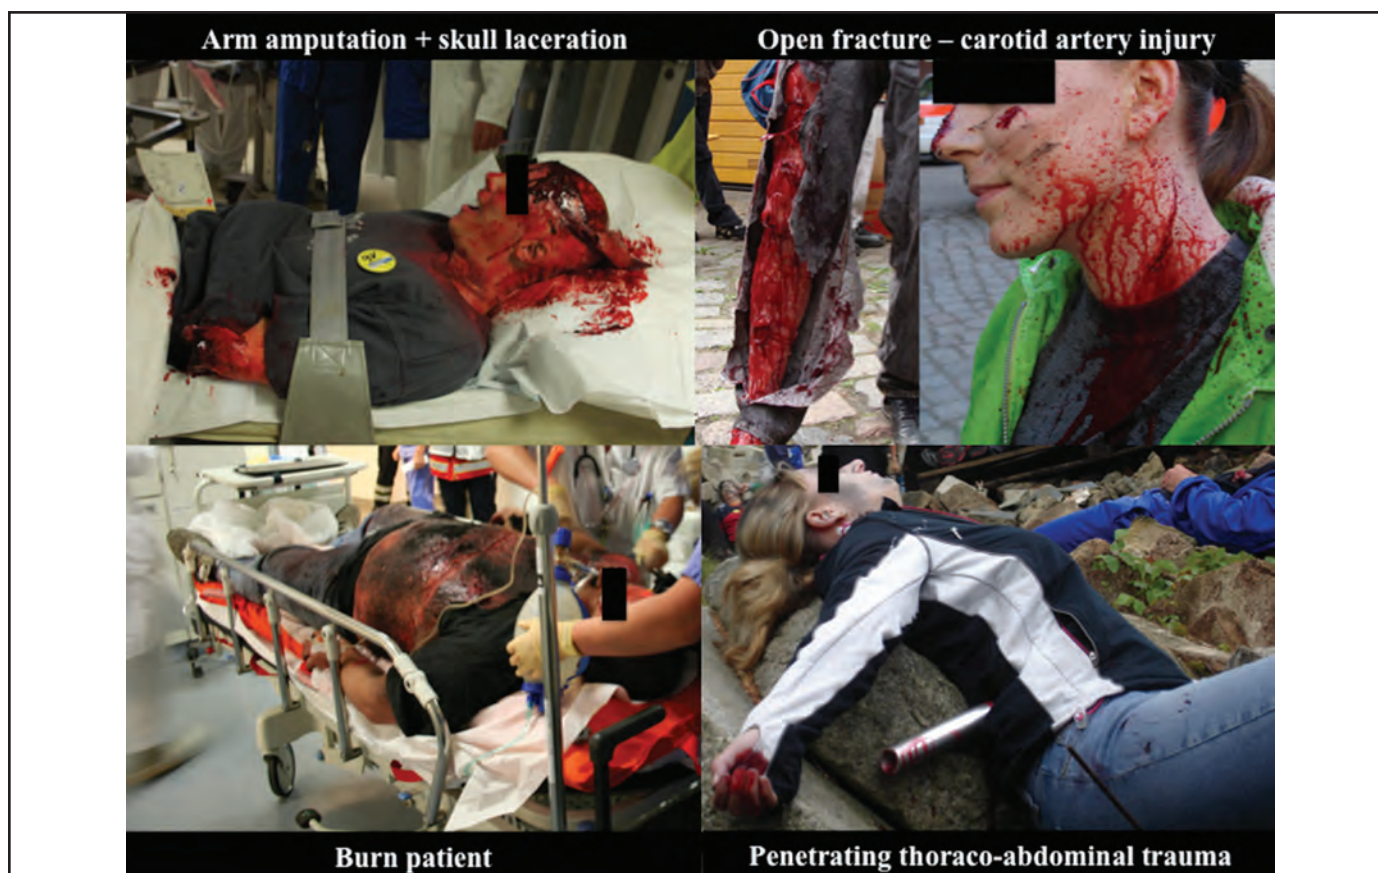 Arm amputation + skull laceration
Open fracture – carotid artery injury
Burn patient
Penetrating thoraco-abdominal trauma